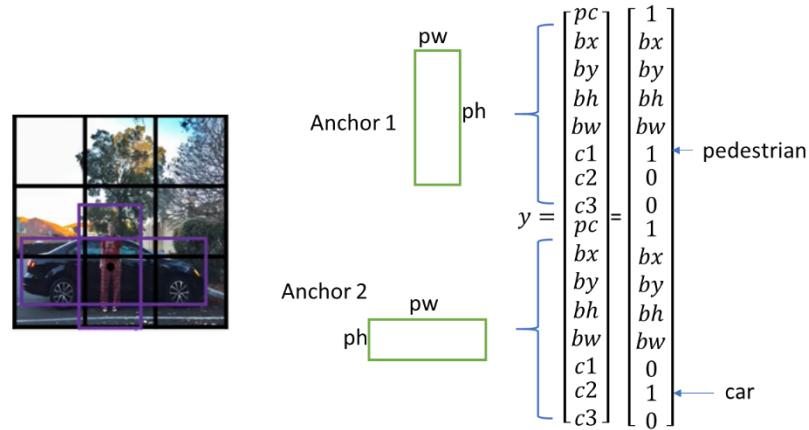 pw
ph
Anchor 1
Anchor 2
pw
ph
y =
pc
bx
by
bh
bw
c1
c2
c3
pc
bx
by
bh
bw
c1
c2
c3
=
1
bx
by
bh
bw
1
0
0
1
bx
by
bh
bw
0
1
0
pedestrian
car